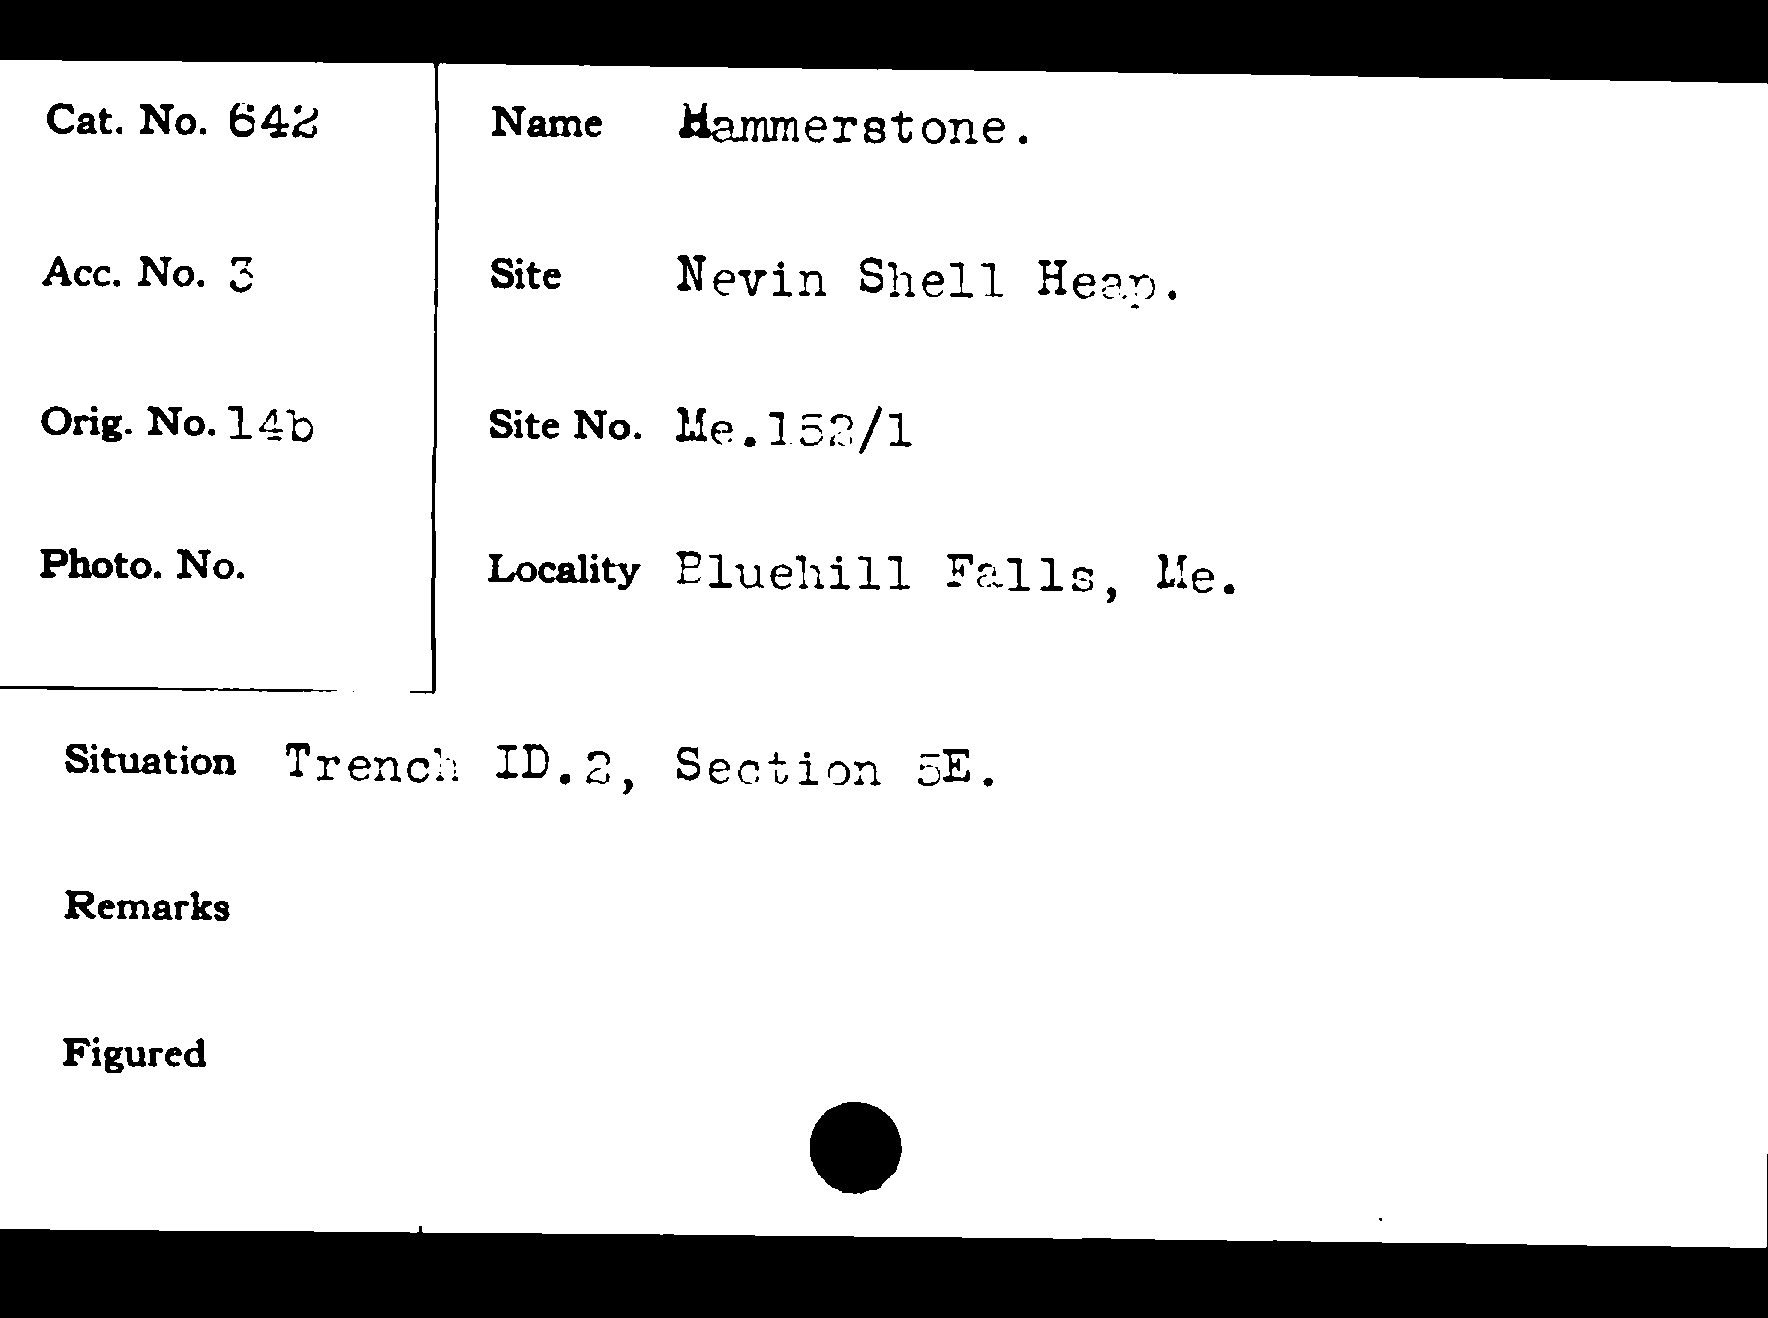 Cat. No. 642
Name Hammerstone.
Acc. No. 3
Site Nevin Shell Heap.
Orig. No. 14b
Site No. Me.152/1
Photo. No.
Locality Bluehill Falls, Me.
Situation Trench ID.2, Section 5E.
Remarks
Figured